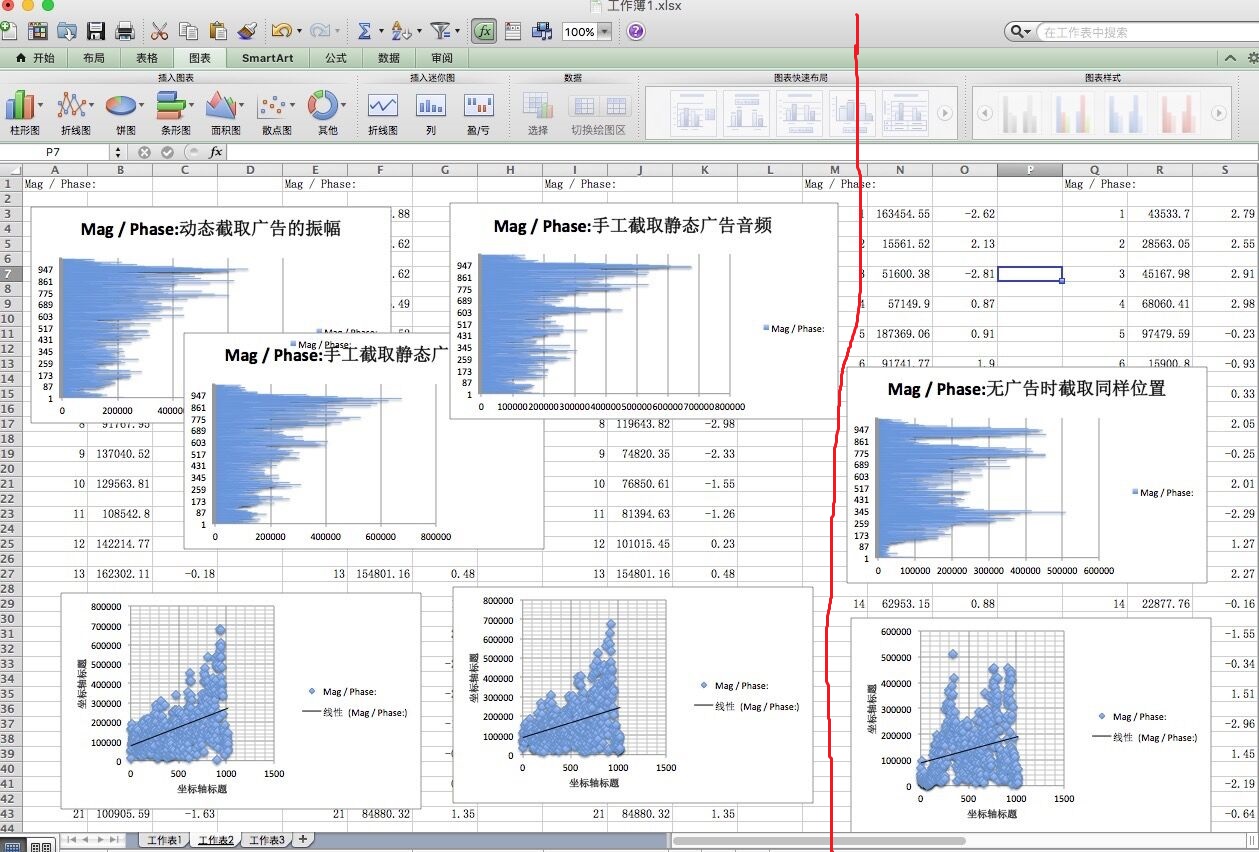 工作簿1.xlsx
100%
在工作表中搜索
开始 布局 表格 图表 SmartArt 公式 数据 审阅
插入图表 插入迷你图 数据 图表快速布局 图表样式
柱形图 折线图 饼图 条形图 面积图 散点图 其他 折线图 列 盈/亏 选择 切换绘图区
P7 fx
A B C D E F G H I J K L M N O P Q R S
1 Mag / Phase: Mag / Phase: Mag / Phase: Mag / Phase: Mag / Phase:
2
3 .88 1 163454.55 -2.62 1 43533.7 2.79
4
5 .62 2 15561.52 2.13 2 28563.05 2.55
6
7 .62 3 51600.38 -2.81 3 45167.98 2.91
8
9 .49 4 57149.9 0.87 4 68060.41 2.98
10
11 5 187369.06 0.91 5 97479.59 -0.23
12
13 6 91741.77 1.9 6 15900.8 -0.93
14
15 0.33
16
17 8 91767.95 8 119643.82 -2.98 2.05
18
19 9 137040.52 9 74820.35 -2.33 -0.25
20
21 10 129563.81 10 76850.61 -1.55 2.01
22
23 11 108542.8 11 81394.63 -1.26 -2.29
24
25 12 142214.77 12 101015.45 0.23 1.27
26
27 13 162302.11 -0.18 13 154801.16 0.48 13 154801.16 0.48 2.27
28
29 14 62953.15 0.88 14 22877.76 -0.16
30
31 -1.55
32
33 -0.34
34
35 1.51
36
37 -2.96
38
39 1.45
40
41 -2.19
42
43 21 100905.59 -1.63 21 84880.32 1.35 21 84880.32 1.35 -0.64
44
Mag / Phase:动态截取广告的振幅
947
861
775
689
603
517
431
345
259
173
87
1
0 200000 40000
Mag / Phase:
Mag / Phase:手工截取静态广
Mag / Phase:
947
861
775
689
603
517
431
345
259
173
87
1
0 200000 400000 600000 800000
Mag / Phase:手工截取静态广告音频
947
861
775
689
603
517
431
345
259
173
87
1
0 100000 200000 300000 400000 500000 600000 700000 800000
Mag / Phase:
Mag / Phase:无广告时截取同样位置
947
861
775
689
603
517
431
345
259
173
87
1
0 100000 200000 300000 400000 500000 600000
Mag / Phase:
800000
700000
600000
500000
400000
300000
200000
100000
0
0 500 1000 1500
坐标轴标题
坐标轴标题
Mag / Phase:
线性 (Mag / Phase:)
800000
700000
600000
500000
400000
300000
200000
100000
0
0 500 1000 1500
坐标轴标题
坐标轴标题
Mag / Phase:
线性 (Mag / Phase:)
600000
500000
400000
300000
200000
100000
0
0 500 1000 1500
坐标轴标题
坐标轴标题
Mag / Phase:
线性 (Mag / Phase:)
工作表1 工作表2 工作表3 +